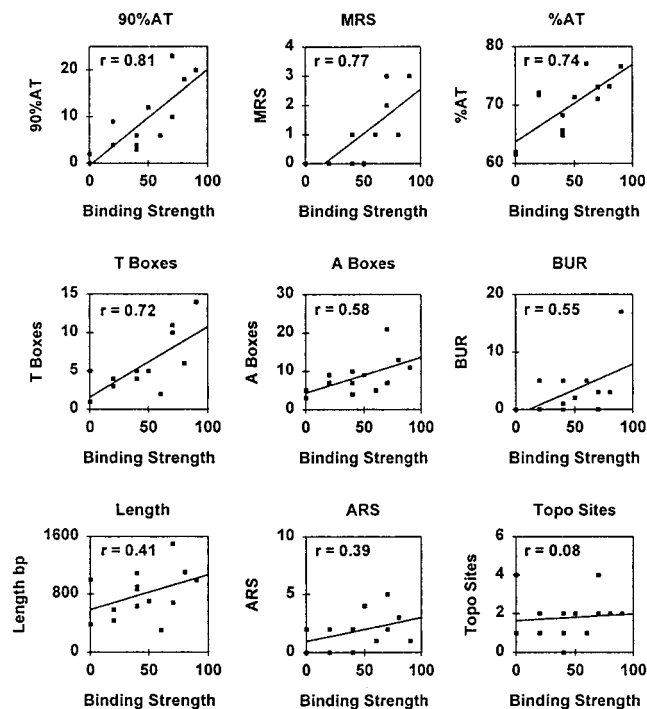 90%AT
MRS
%AT
r = 0.81
r = 0.77
r = 0.74
90%AT
20
10
0
0
50
100
Binding Strength
MRS
4
3
2
1
0
0
50
100
Binding Strength
%AT
80
70
60
0
50
100
Binding Strength
T Boxes
A Boxes
BUR
r = 0.72
r = 0.58
r = 0.55
T Boxes
15
10
5
0
0
50
100
Binding Strength
A Boxes
30
20
10
0
0
50
100
Binding Strength
BUR
20
10
0
0
50
100
Binding Strength
Length
ARS
Topo Sites
r = 0.41
r = 0.39
r = 0.08
Length bp
1600
800
0
0
50
100
Binding Strength
ARS
10
5
0
0
50
100
Binding Strength
Topo Sites
6
4
2
0
0
50
100
Binding Strength